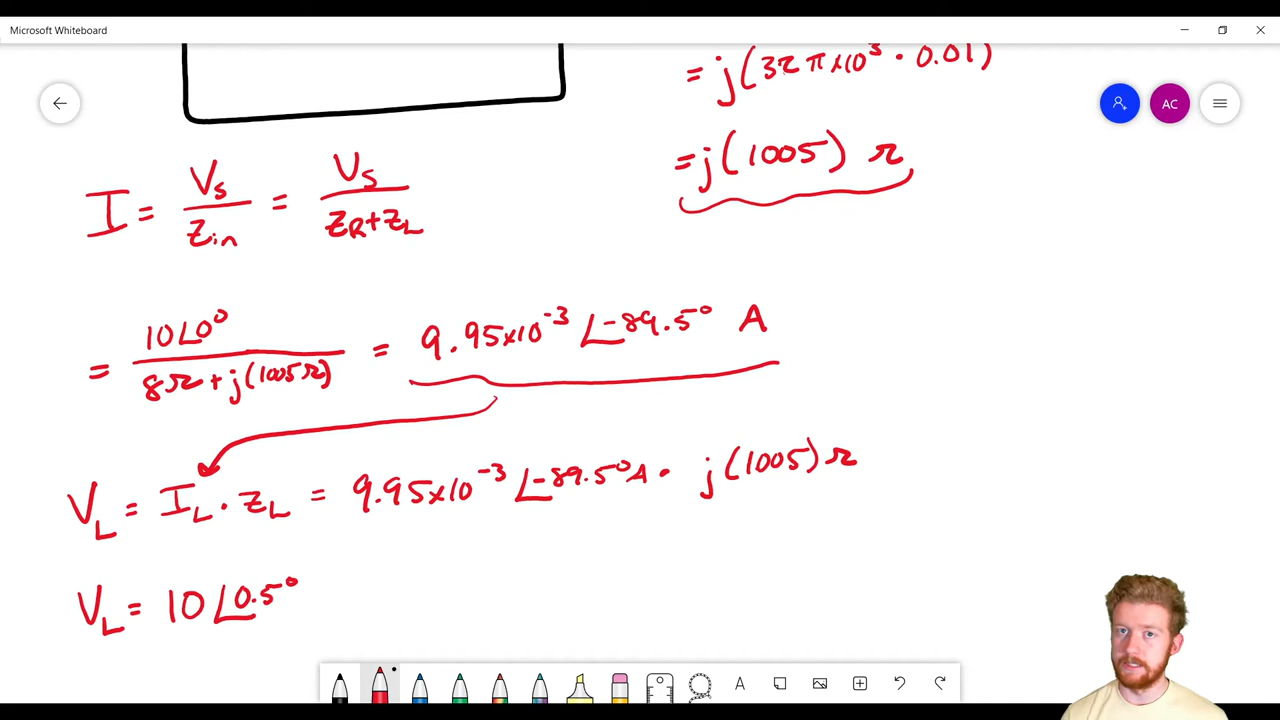 Microsoft Whiteboard
= j(32π×10³ · 0.01)
AC
= j(1005) Ω
I = Vs/Zin = Vs/(ZR+ZL)
= 10∠0°/(8Ω + j(1005Ω)) = 9.95×10⁻³ ∠-89.5° A
VL = IL · ZL = 9.95×10⁻³ ∠-89.5° A · j(1005) Ω
VL = 10 ∠0.5°
A